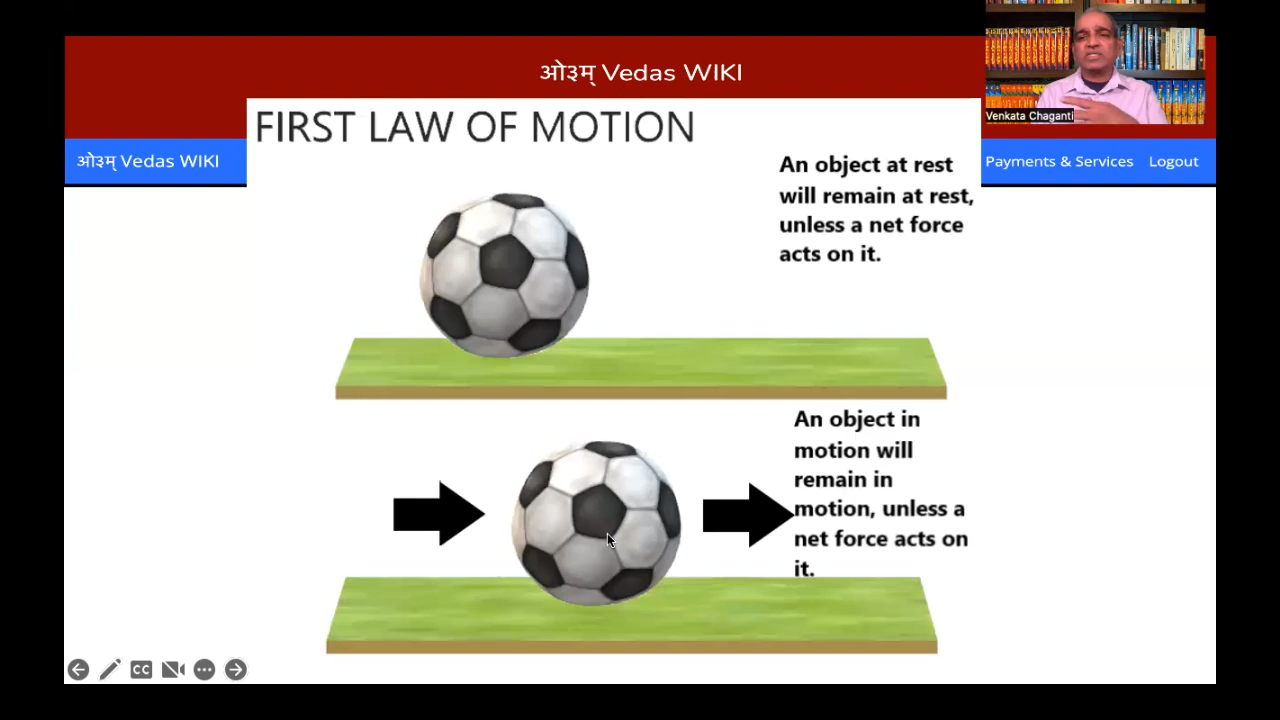 ओ३म् Vedas WIKI
Venkata Chaganti
ओ३म् Vedas WIKI
Payments & Services Logout
FIRST LAW OF MOTION
An object at rest
will remain at rest,
unless a net force
acts on it.
An object in
motion will
remain in
motion, unless a
net force acts on
it.
CC